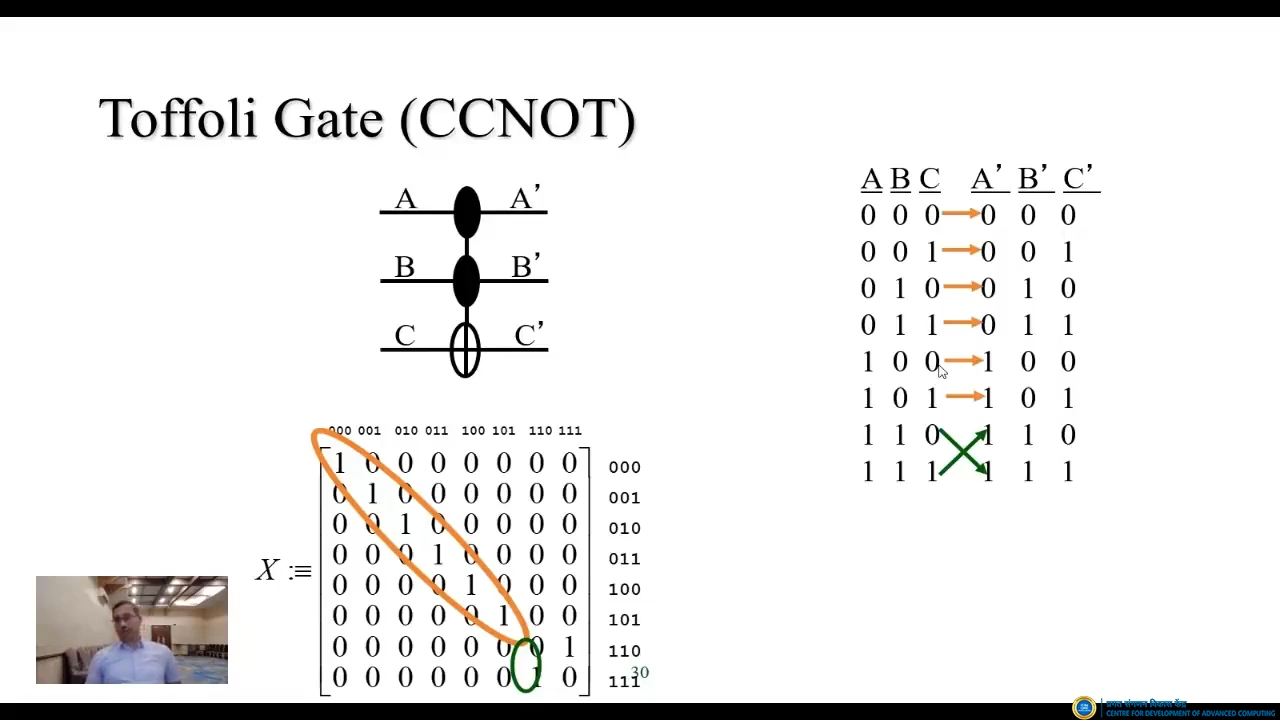 Toffoli Gate (CCNOT)
A A’
B B’
C C’
A B C A’ B’ C’
0 0 0 0 0 0
0 0 1 0 0 1
0 1 0 0 1 0
0 1 1 0 1 1
1 0 0 1 0 0
1 0 1 1 0 1
1 1 0 1 1 0
1 1 1 1 1 1
000 001 010 011 100 101 110 111
1 0 0 0 0 0 0 0 000
0 1 0 0 0 0 0 0 001
0 0 1 0 0 0 0 0 010
0 0 0 1 0 0 0 0 011
X :≡
0 0 0 0 1 0 0 0 100
0 0 0 0 0 1 0 0 101
0 0 0 0 0 0 0 1 110
0 0 0 0 0 0 1 0 111
30
प्रगत संगणन विकास केंद्र
CENTRE FOR DEVELOPMENT OF ADVANCED COMPUTING